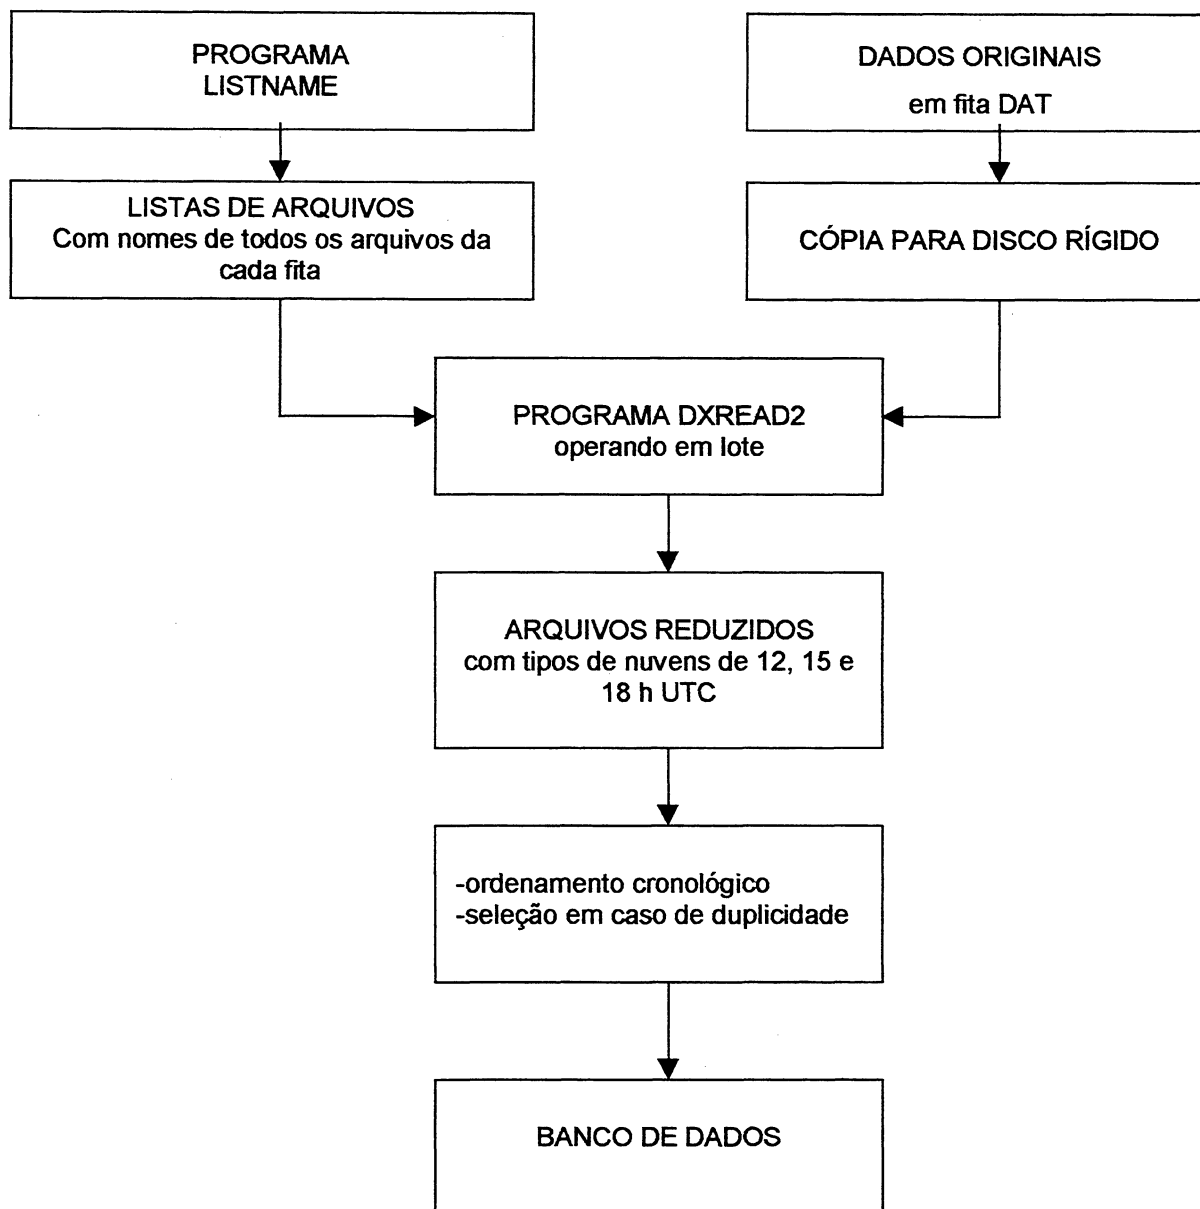 PROGRAMA
LISTNAME
DADOS ORIGINAIS
em fita DAT
LISTAS DE ARQUIVOS
Com nomes de todos os arquivos da
cada fita
CÓPIA PARA DISCO RÍGIDO
PROGRAMA DXREAD2
operando em lote
ARQUIVOS REDUZIDOS
com tipos de nuvens de 12, 15 e
18 h UTC
-ordenamento cronológico
-seleção em caso de duplicidade
BANCO DE DADOS